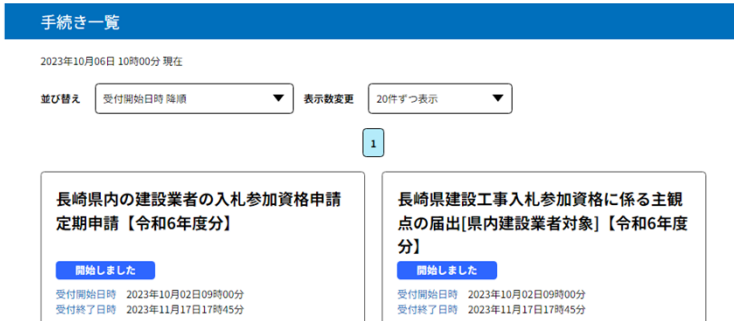 手続き一覧
2023年10月06日 10時00分 現在
並び替え 受付開始日時 降順 表示数変更 20件ずつ表示
1
長崎県内の建設業者の入札参加資格申請
定期申請【令和6年度分】
開始しました
受付開始日時 2023年10月02日09時00分
受付終了日時 2023年11月17日17時45分
長崎県建設工事入札参加資格に係る主観
点の届出[県内建設業者対象]【令和6年度
分】
開始しました
受付開始日時 2023年10月02日09時00分
受付終了日時 2023年11月17日17時45分